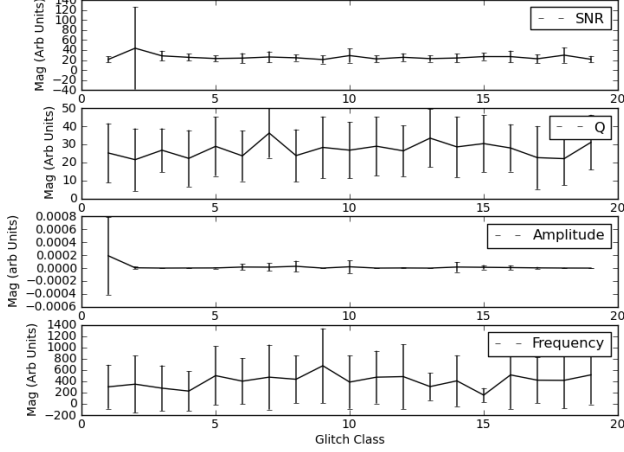 Mag (Arb Units)
140
120
100
80
60
40
20
0
−20
−40
SNR
0 5 10 15 20
Mag (Arb Units)
50
40
30
20
10
0
Q
0 5 10 15 20
Mag (arb Units)
0.0008
0.0006
0.0004
0.0002
0.0000
−0.0002
−0.0004
−0.0006
Amplitude
0 5 10 15 20
Mag (Arb Units)
1400
1200
1000
800
600
400
200
0
−200
Frequency
0 5 10 15 20
Glitch Class